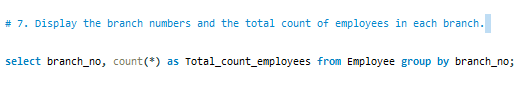 # 7. Display the branch numbers and the total count of employees in each branch.
select branch_no, count(*) as Total_count_employees from Employee group by branch_no;